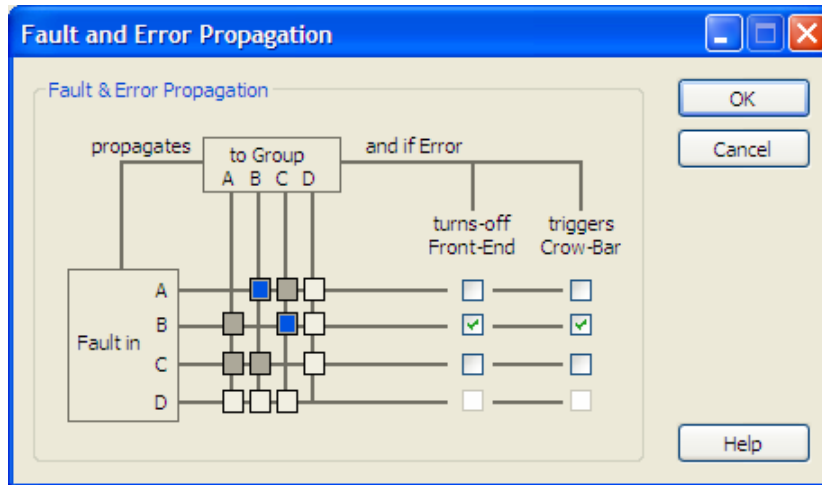 Fault and Error Propagation
Fault & Error Propagation
OK
Cancel
propagates
to Group
A B C D
and if Error
turns-off
Front-End
triggers
Crow-Bar
Fault in
A
B
C
D
Help